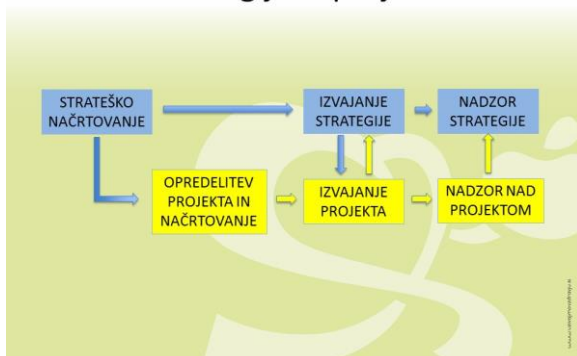 STRATEŠKO
NAČRTOVANJE
IZVAJANJE
STRATEGIJE
NADZOR
STRATEGIJE
OPREDELITEV
PROJEKTA IN
NAČRTOVANJE
IZVAJANJE
PROJEKTA
NADZOR NAD
PROJEKTOM